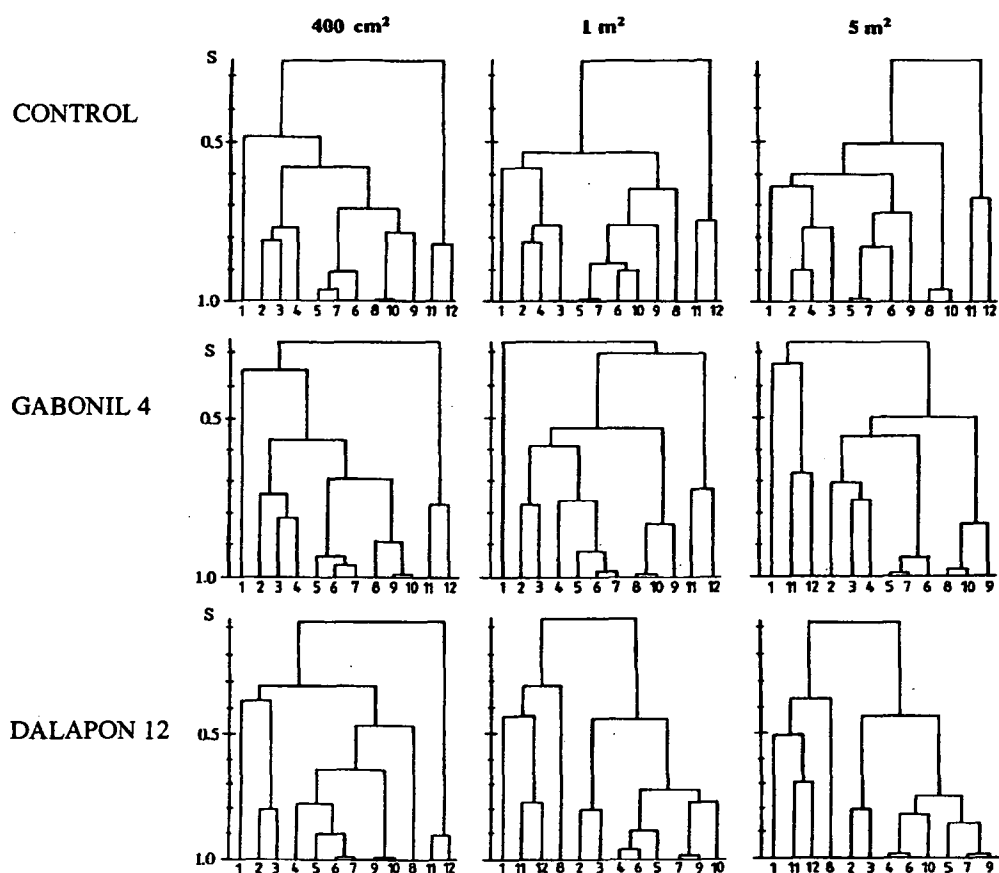 400 cm² 1 m² 5 m²
CONTROL
S
0.5
1.0
1 2 3 4 5 7 6 8 10 9 11 12
1 2 4 3 5 7 6 10 9 8 11 12
1 2 4 3 5 7 6 9 8 10 11 12
GABONIL 4
S
0.5
1.0
1 2 3 4 5 6 7 8 9 10 11 12
1 2 3 4 5 6 7 8 10 9 11 12
1 11 12 2 3 4 5 7 6 8 10 9
DALAPON 12
S
0.5
1.0
1 2 3 4 5 6 7 9 10 8 11 12
1 11 12 8 2 3 4 6 5 7 9 10
1 11 12 8 2 3 4 6 10 5 7 9